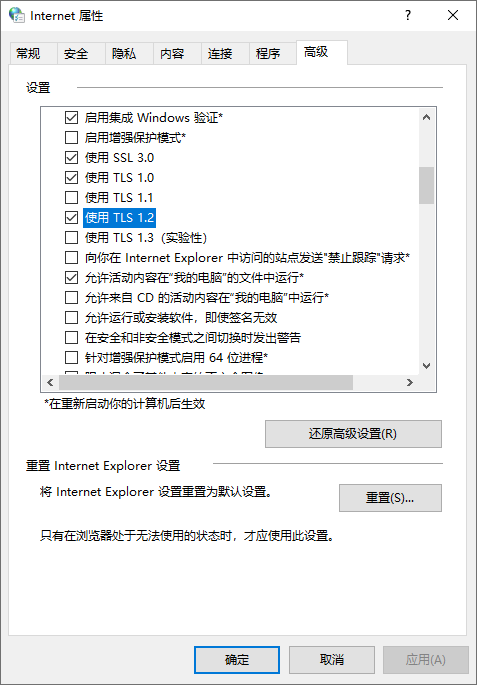 Internet 属性
?
常规 安全 隐私 内容 连接 程序 高级
设置
启用集成 Windows 验证*
启用增强保护模式*
使用 SSL 3.0
使用 TLS 1.0
使用 TLS 1.1
使用 TLS 1.2
使用 TLS 1.3（实验性）
向你在 Internet Explorer 中访问的站点发送"禁止跟踪"请求*
允许活动内容在“我的电脑”的文件中运行*
允许来自 CD 的活动内容在“我的电脑”中运行*
允许运行或安装软件，即使签名无效
在安全和非安全模式之间切换时发出警告
针对增强保护模式启用 64 位进程*
*在重新启动你的计算机后生效
还原高级设置(R)
重置 Internet Explorer 设置
将 Internet Explorer 设置重置为默认设置。
重置(S)...
只有在浏览器处于无法使用的状态时，才应使用此设置。
确定 取消 应用(A)